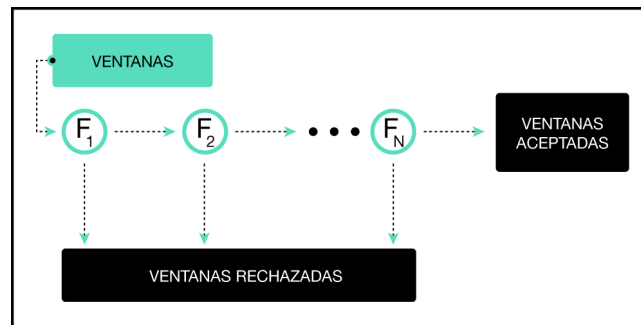 VENTANAS
F1
F2
FN
VENTANAS
ACEPTADAS
VENTANAS RECHAZADAS